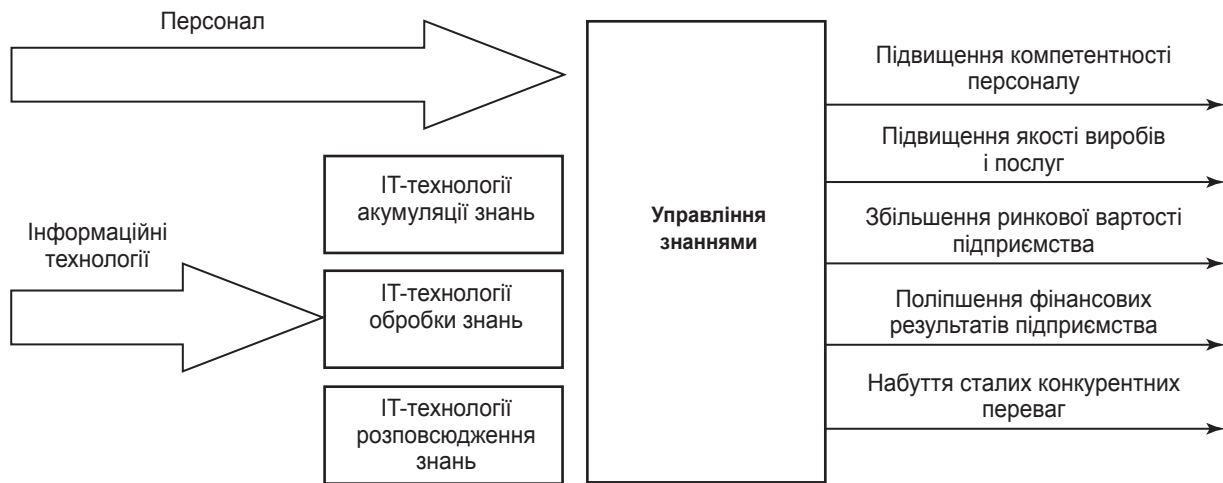 Персонал
Інформаційні
технології
ІТ-технології
акумуляції знань
ІТ-технології
обробки знань
ІТ-технології
розповсюдження
знань
Управління
знаннями
Підвищення компетентності
персоналу
Підвищення якості виробів
і послуг
Збільшення ринкової вартості
підприємства
Поліпшення фінансових
результатів підприємства
Набуття сталих конкурентних
переваг